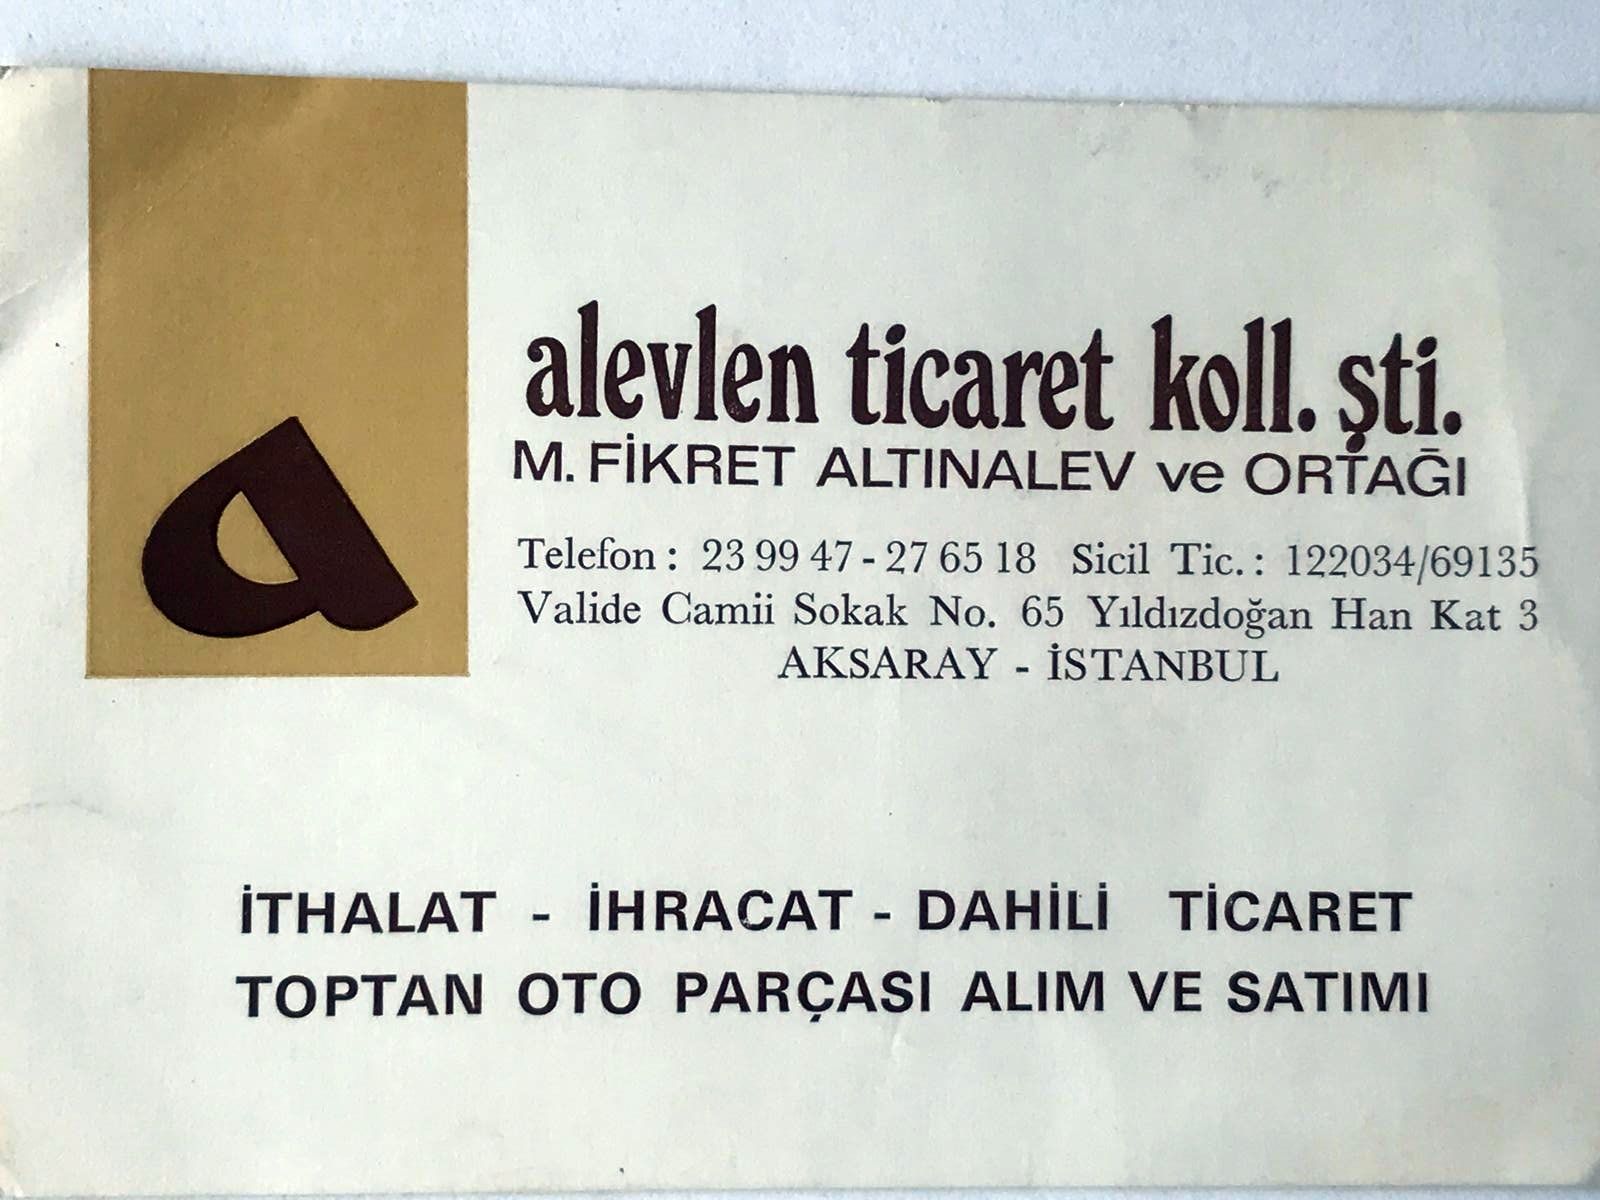 a
alevlen ticaret koll. şti.
M. FİKRET ALTINALEV ve ORTAĞI
Telefon : 23 99 47 - 27 65 18 Sicil Tic. : 122034/69135
Valide Camii Sokak No. 65 Yıldızdoğan Han Kat 3
AKSARAY - İSTANBUL
İTHALAT - İHRACAT - DAHİLİ TİCARET
TOPTAN OTO PARÇASI ALIM VE SATIMI